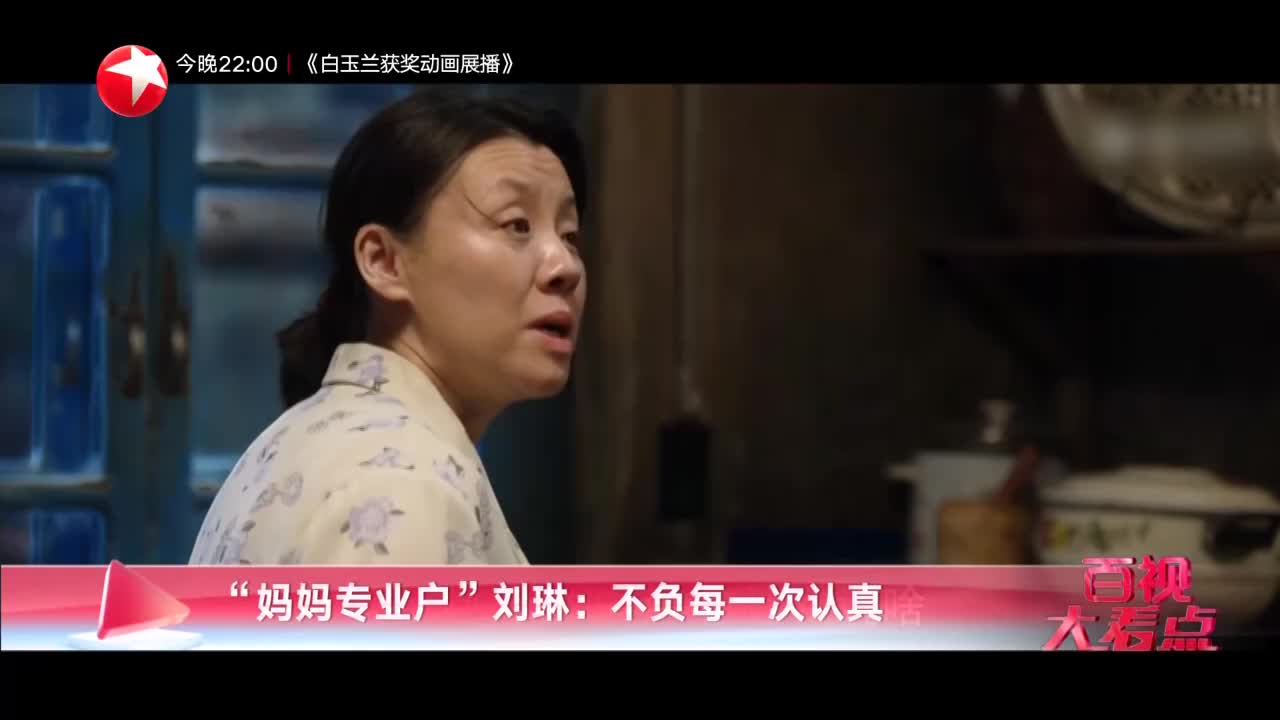 今晚22:00 《白玉兰获奖动画展播》
“妈妈专业户”刘琳：不负每一次认真
啥
百视
大看点